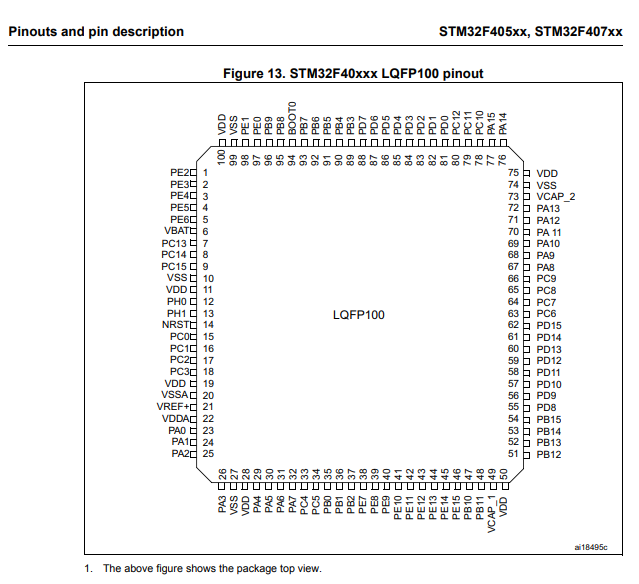 Pinouts and pin description
STM32F405xx, STM32F407xx
Figure 13. STM32F40xxx LQFP100 pinout
VDD VSS PE1 PE0 PB9 PB8 BOOT0 PB7 PB6 PB5 PB4 PB3 PD7 PD6 PD5 PD4 PD3 PD2 PD1 PD0 PC12 PC11 PC10 PA15 PA14
100 99 98 97 96 95 94 93 92 91 90 89 88 87 86 85 84 83 82 81 80 79 78 77 76
PE2 1 75 VDD
PE3 2 74 VSS
PE4 3 73 VCAP_2
PE5 4 72 PA13
PE6 5 71 PA12
VBAT 6 70 PA 11
PC13 7 69 PA10
PC14 8 68 PA9
PC15 9 67 PA8
VSS 10 66 PC9
VDD 11 65 PC8
PH0 12 64 PC7
PH1 13 63 PC6
NRST 14 62 PD15
PC0 15 61 PD14
PC1 16 60 PD13
PC2 17 59 PD12
PC3 18 58 PD11
VDD 19 57 PD10
VSSA 20 56 PD9
VREF+ 21 55 PD8
VDDA 22 54 PB15
PA0 23 53 PB14
PA1 24 52 PB13
PA2 25 51 PB12
LQFP100
26 27 28 29 30 31 32 33 34 35 36 37 38 39 40 41 42 43 44 45 46 47 48 49 50
PA3 VSS VDD PA4 PA5 PA6 PA7 PC4 PC5 PB0 PB1 PB2 PE7 PE8 PE9 PE10 PE11 PE12 PE13 PE14 PE15 PB10 PB11 VCAP_1 VDD
ai18495c
1. The above figure shows the package top view.